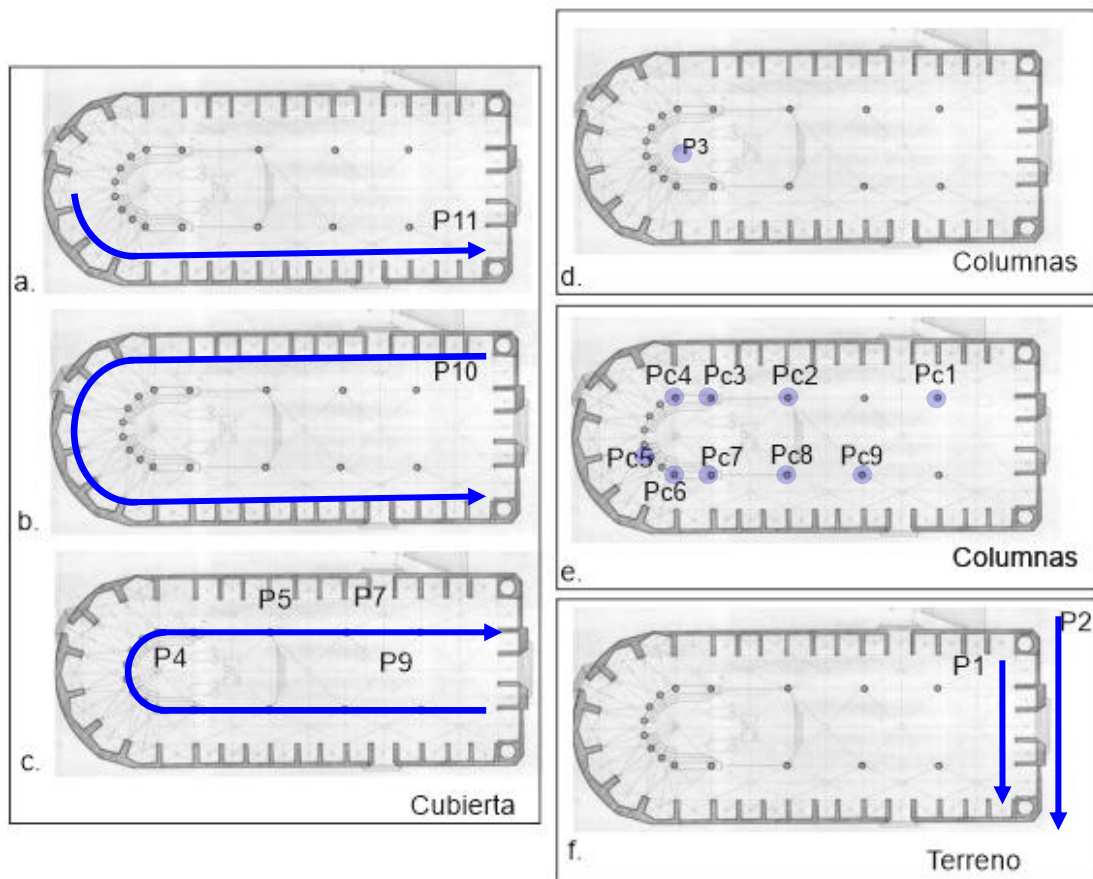 P11
a.
P10
b.
P5 P7
P4 P9
c.
Cubierta
P3
Columnas
d.
Pc4 Pc3 Pc2 Pc1
Pc5 Pc7 Pc8 Pc9
Pc6
Columnas
e.
P2
P1
f.
Terreno